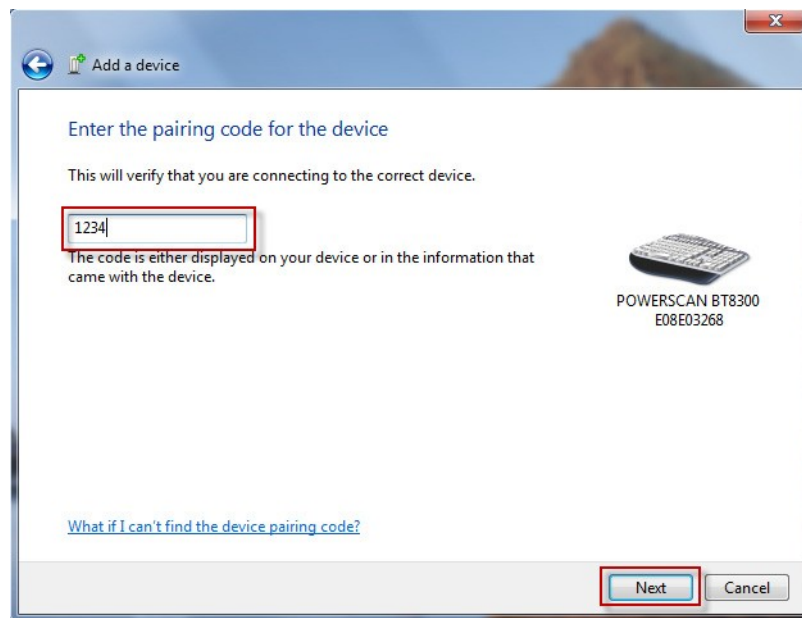 Add a device
Enter the pairing code for the device
This will verify that you are connecting to the correct device.
1234
The code is either displayed on your device or in the information that
came with the device.
POWERSCAN BT8300
E08E03268
What if I can't find the device pairing code?
Next
Cancel